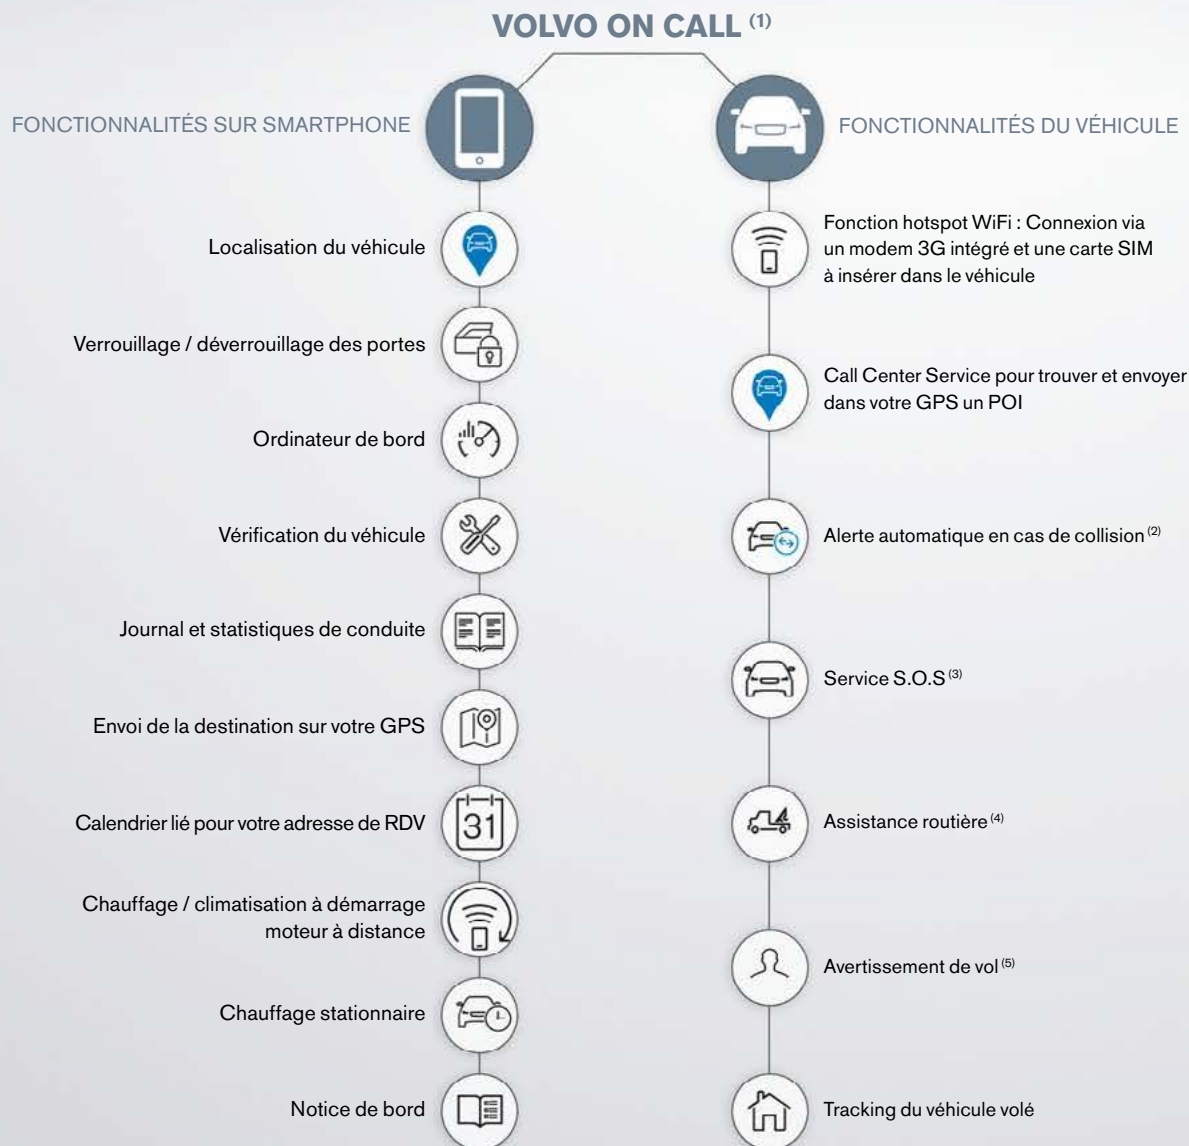 VOLVO ON CALL (1)
FONCTIONNALITÉS SUR SMARTPHONE
Localisation du véhicule
Verrouillage / déverrouillage des portes
Ordinateur de bord
Vérification du véhicule
Journal et statistiques de conduite
Envoi de la destination sur votre GPS
Calendrier lié pour votre adresse de RDV
31
Chauffage / climatisation à démarrage
moteur à distance
Chauffage stationnaire
Notice de bord
FONCTIONNALITÉS DU VÉHICULE
Fonction hotspot WiFi : Connexion via
un modem 3G intégré et une carte SIM
à insérer dans le véhicule
Call Center Service pour trouver et envoyer
dans votre GPS un POI
Alerte automatique en cas de collision (2)
Service S.O.S (3)
Assistance routière (4)
Avertissement de vol (5)
Tracking du véhicule volé